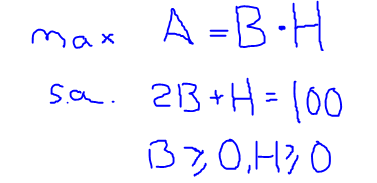 max A = B · H
s.a. 2B + H = 100
B ⩾ 0, H ⩾ 0